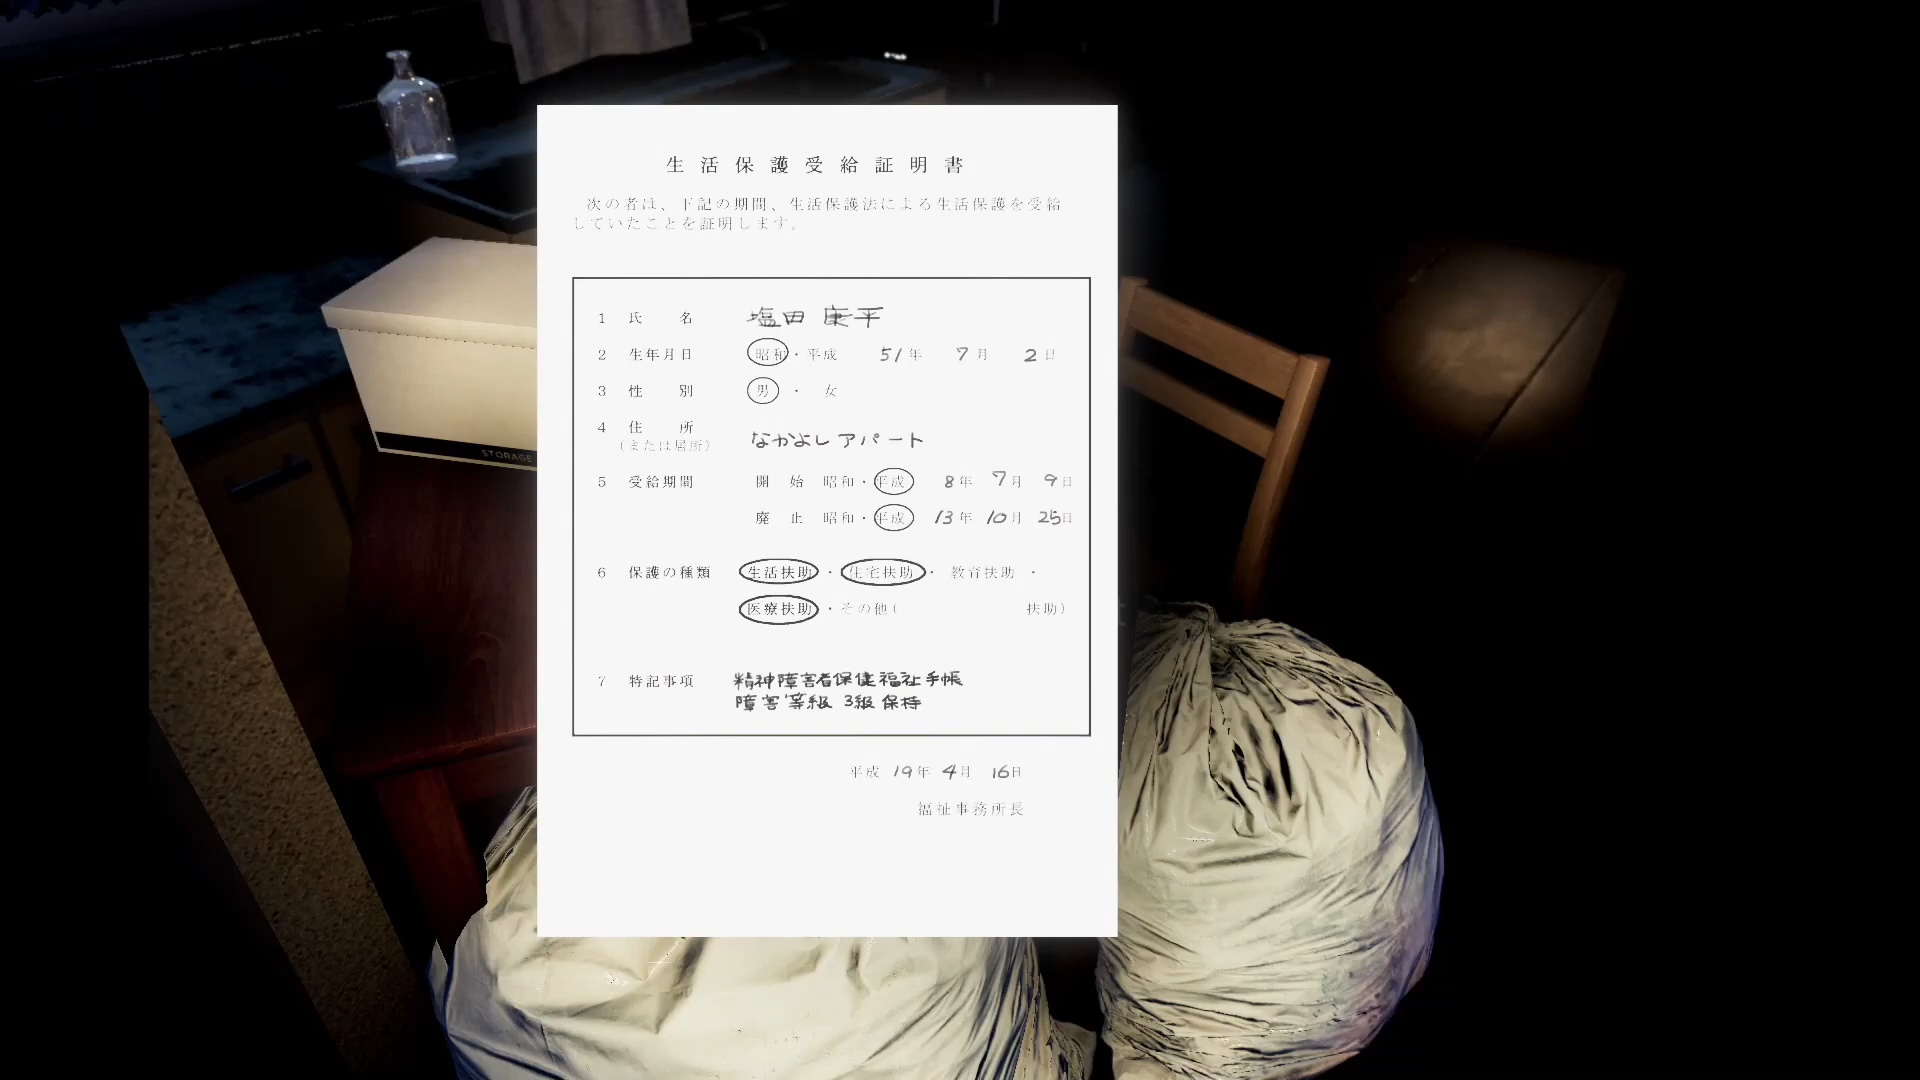 生活保護受給証明書
次の者は、下記の期間、生活保護法による生活保護を受給
していたことを証明します。
1 氏 名 塩田 康平
2 生年月日 昭和・平成 51年 7月 2日
3 性 別 男 ・ 女
4 住 所
(または居所) なかよしアパート
5 受給期間 開 始 昭和・平成 8年 7月 9日
廃 止 昭和・平成 13年 10月 25日
6 保護の種類 生活扶助 ・ 住宅扶助 ・ 教育扶助 ・
医療扶助 ・その他( 扶助)
7 特記事項 精神障害者保健福祉手帳
障害等級 3級 保持
平成 19年 4月 16日
福祉事務所長
STORAGE